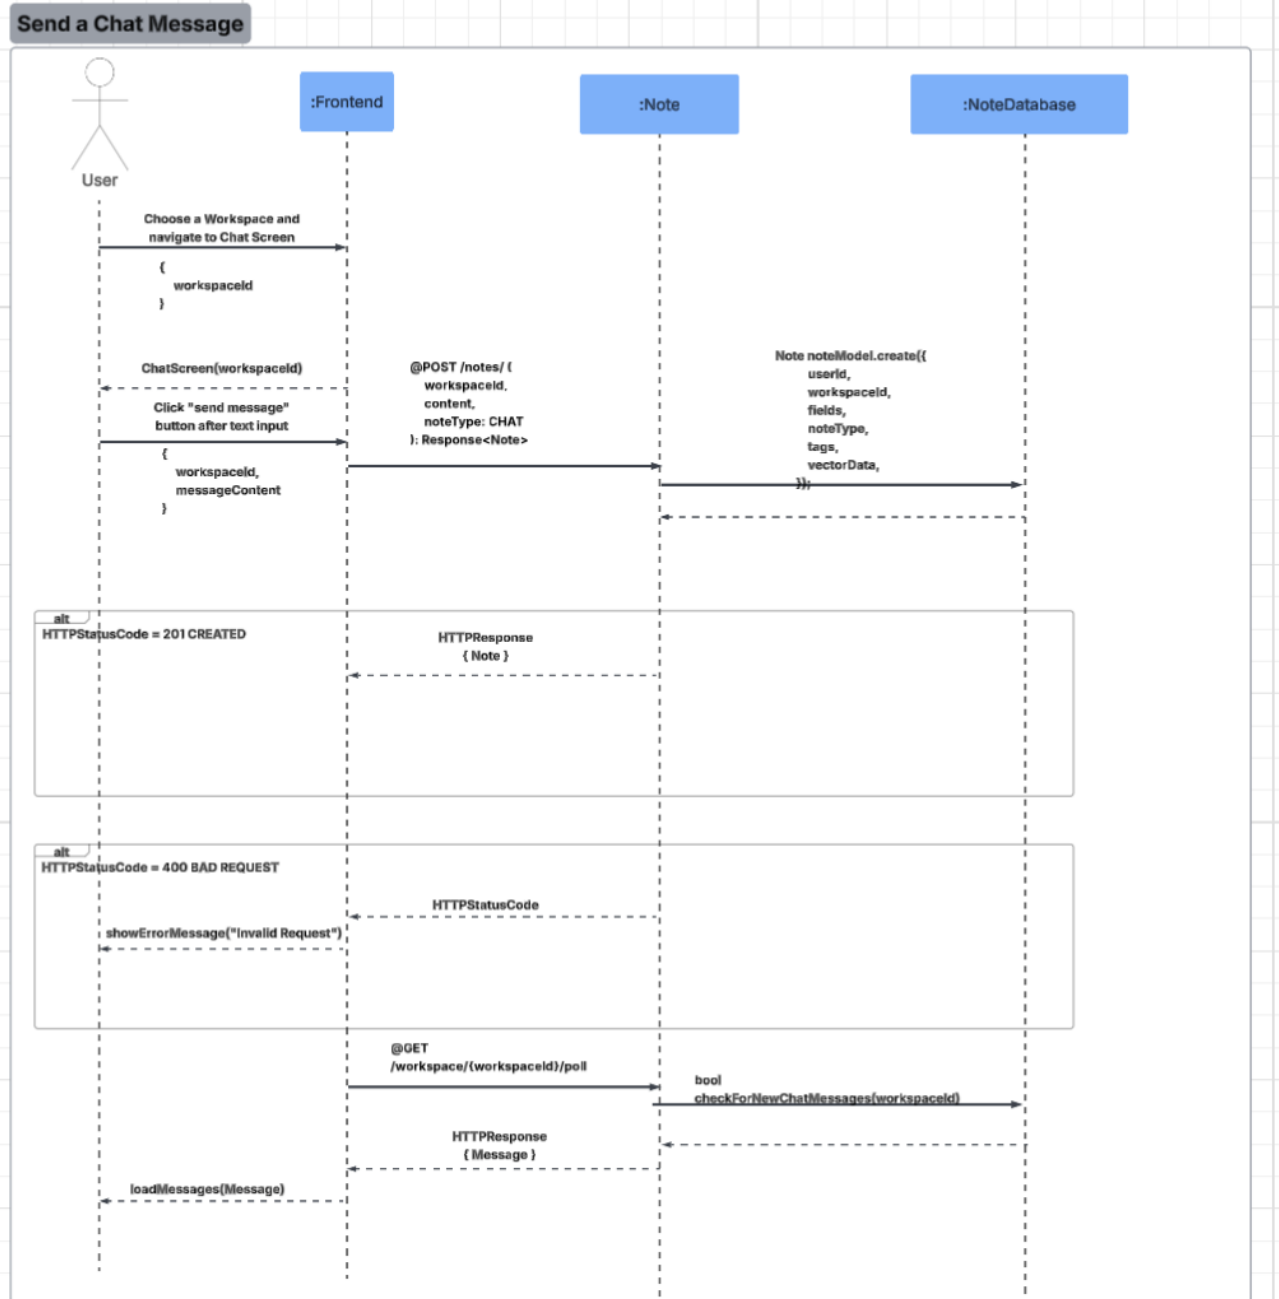 Send a Chat Message
:Frontend
:Note
:NoteDatabase
User
Choose a Workspace and
navigate to Chat Screen
{
workspaceId
}
ChatScreen(workspaceId)
@POST /notes/ (
workspaceId,
content,
noteType: CHAT
): Response<Note>
Note noteModel.create({
userId,
workspaceId,
fields,
noteType,
tags,
vectorData,
});
Click "send message"
button after text input
{
workspaceId,
messageContent
}
alt
HTTPStatusCode = 201 CREATED
HTTPResponse
{ Note }
alt
HTTPStatusCode = 400 BAD REQUEST
HTTPStatusCode
showErrorMessage("Invalid Request")
@GET
/workspace/{workspaceId}/poll
bool
checkForNewChatMessages(workspaceId)
HTTPResponse
{ Message }
loadMessages(Message)